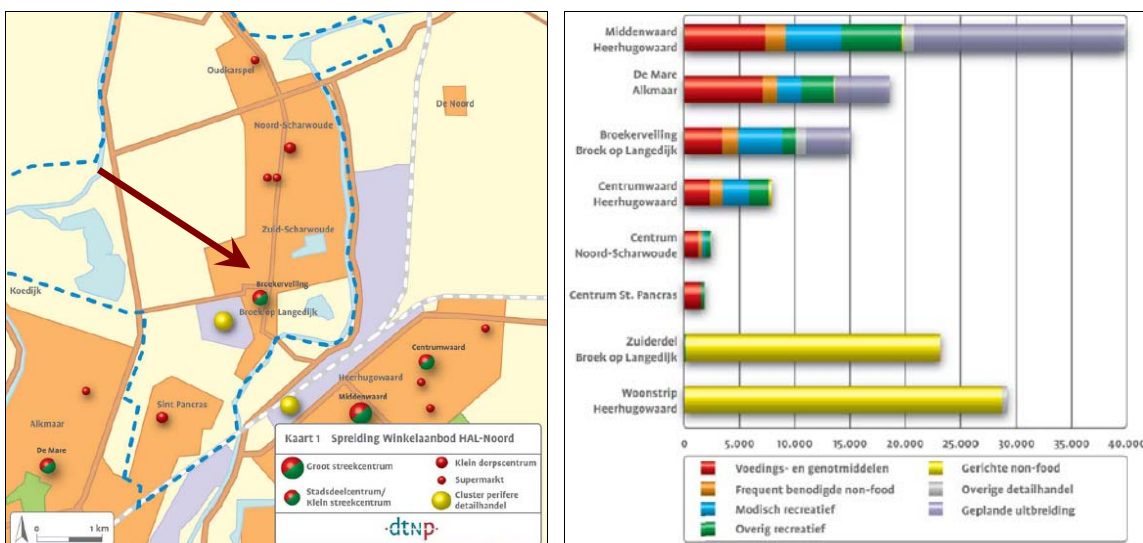 Oudkarspel
De Noord
Noord-Scharwoude
Zuid-Scharwoude
Koedijk
Broekerveiling
Broek op Langedijk
Centrumwaard
Heerhugowaard
Middenwaard
Sint Pancras
Alkmaar
De Mare
0 1 km
Kaart 1 Spreiding Winkelaanbod HAL-Noord
Groot streekcentrum
Stadsdeelcentrum/
Klein streekcentrum
Klein dorpscentrum
Supermarkt
Cluster perifere
detailhandel
dtnp
Middenwaard
Heerhugowaard
De Mare
Alkmaar
Broekerveiling
Broek op Langedijk
Centrumwaard
Heerhugowaard
Centrum
Noord-Scharwoude
Centrum St. Pancras
Zuiderdel
Broek op Langedijk
Woonstrip
Heerhugowaard
0 5.000 10.000 15.000 20.000 25.000 30.000 35.000 40.000
Voedings- en genotmiddelen
Frequent benodigde non-food
Modisch recreatief
Overig recreatief
Gerichte non-food
Overige detailhandel
Geplande uitbreiding